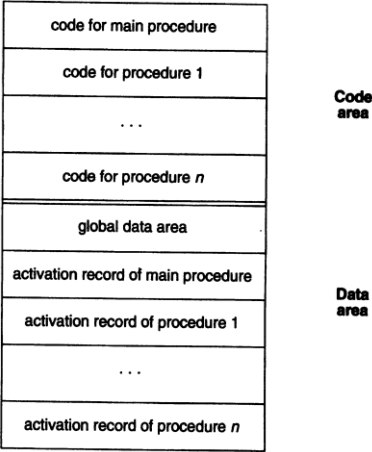 code for main procedure
code for procedure 1
. . .
code for procedure n
global data area
activation record of main procedure
activation record of procedure 1
. . .
activation record of procedure n
Code
area
Data
area